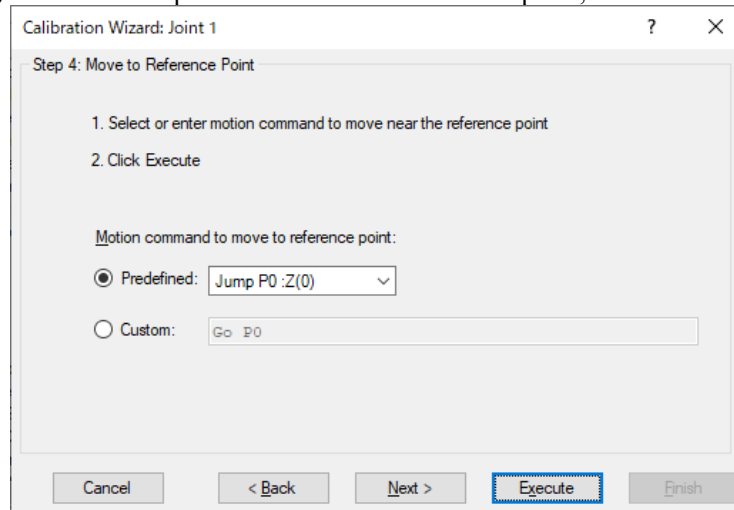 Calibration Wizard: Joint 1 ? ×
Step 4: Move to Reference Point
1. Select or enter motion command to move near the reference point
2. Click Execute
Motion command to move to reference point:
Predefined: Jump P0 :Z(0)
Custom: Go P0
Cancel < Back Next > Execute Finish